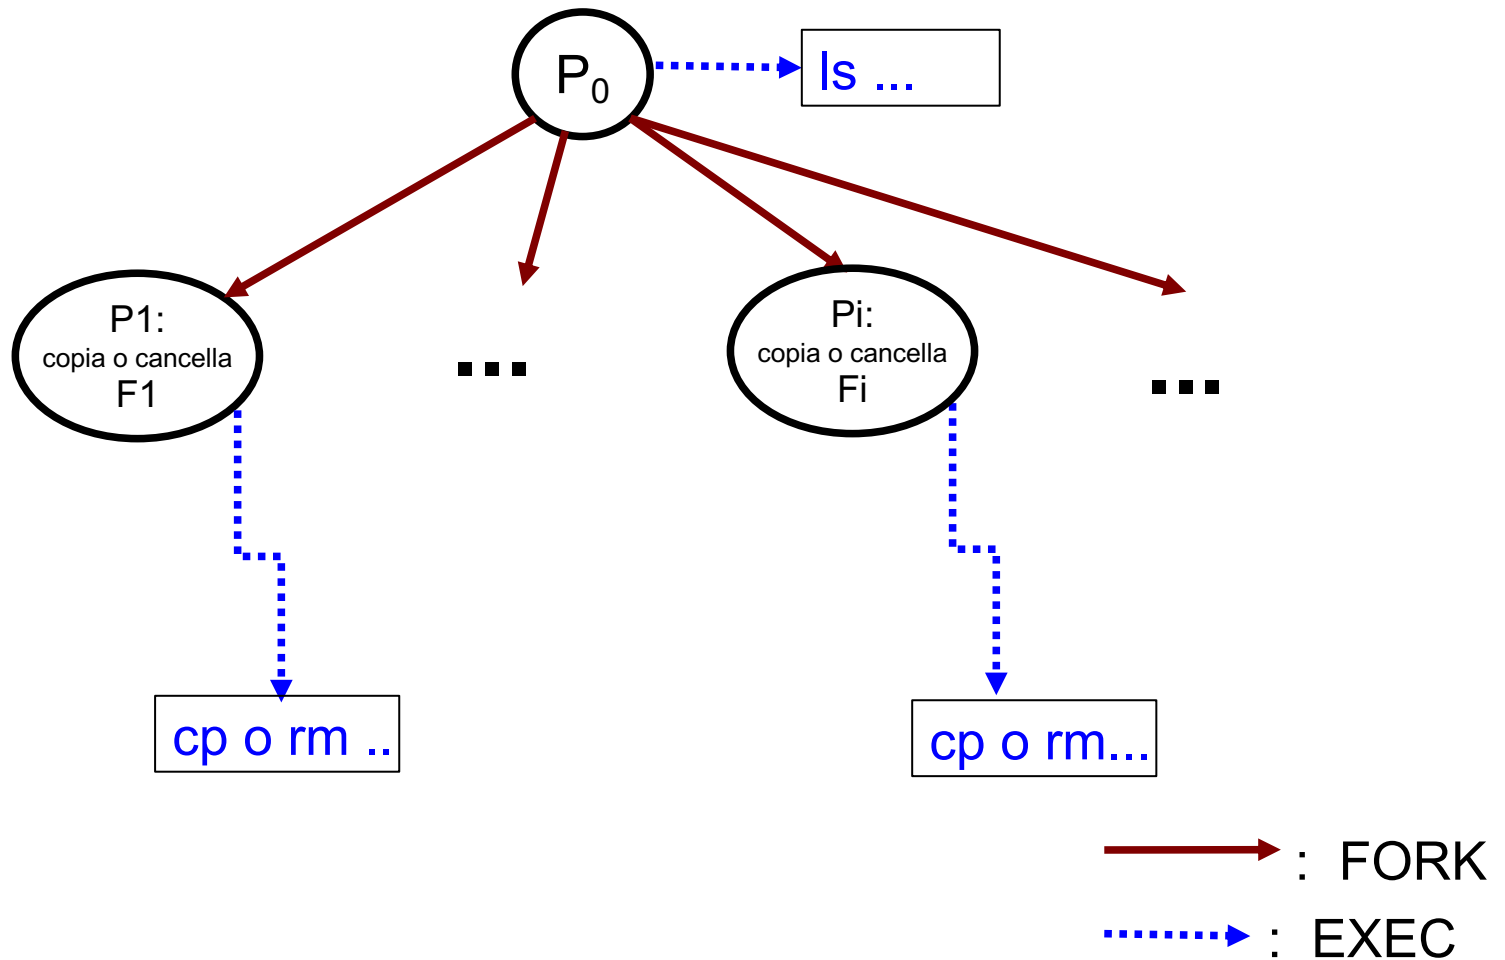 P₀
ls ...
P1:
copia o cancella
F1
...
Pi:
copia o cancella
Fi
...
cp o rm ..
cp o rm...
: FORK
: EXEC